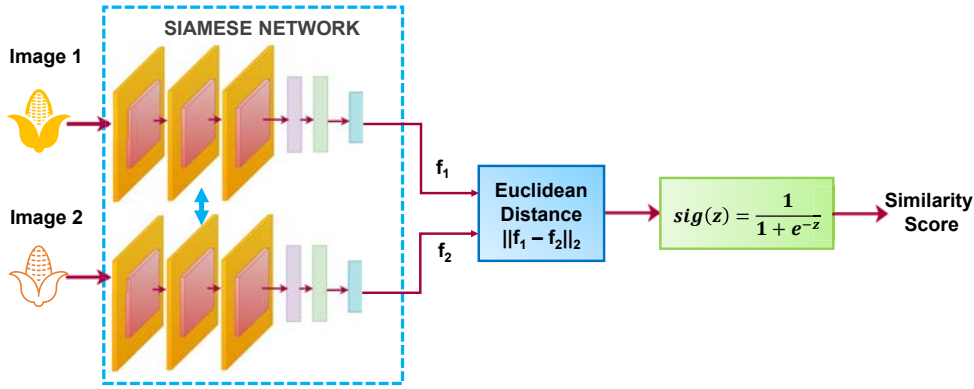 SIAMESE NETWORK
Image 1
Image 2
f₁
f₂
Euclidean
Distance
||f₁ – f₂||₂
sig(z) = 1 / (1 + e^{-z})
Similarity
Score